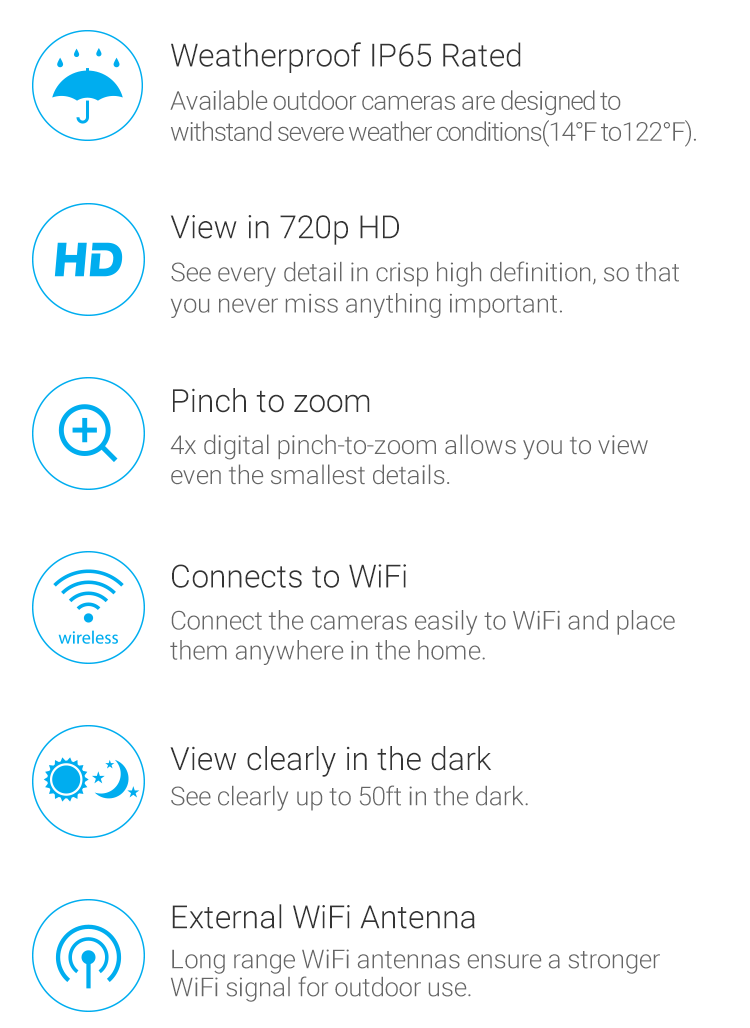 Weatherproof IP65 Rated
Available outdoor cameras are designed to
withstand severe weather conditions(14°F to122°F).
HD
View in 720p HD
See every detail in crisp high definition, so that
you never miss anything important.
Pinch to zoom
4x digital pinch-to-zoom allows you to view
even the smallest details.
wireless
Connects to WiFi
Connect the cameras easily to WiFi and place
them anywhere in the home.
View clearly in the dark
See clearly up to 50ft in the dark.
External WiFi Antenna
Long range WiFi antennas ensure a stronger
WiFi signal for outdoor use.